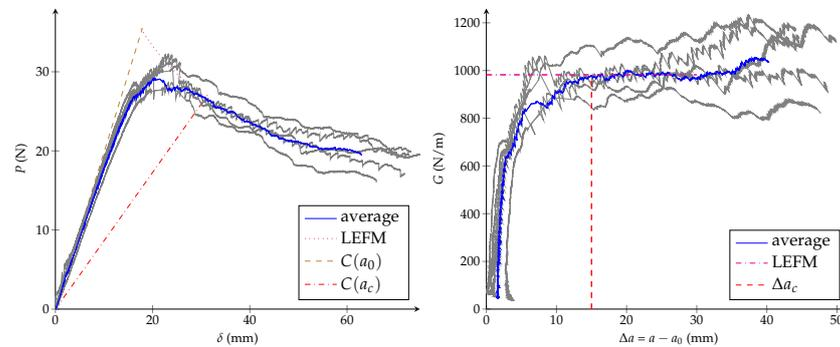 30
20
10
0
P (N)
0
20
40
60
δ (mm)
average
LEFM
C(a₀)
C(a_c)
1200
1000
800
600
400
200
0
G (N/m)
0
10
20
30
40
50
Δa = a − a₀ (mm)
average
LEFM
Δa_c